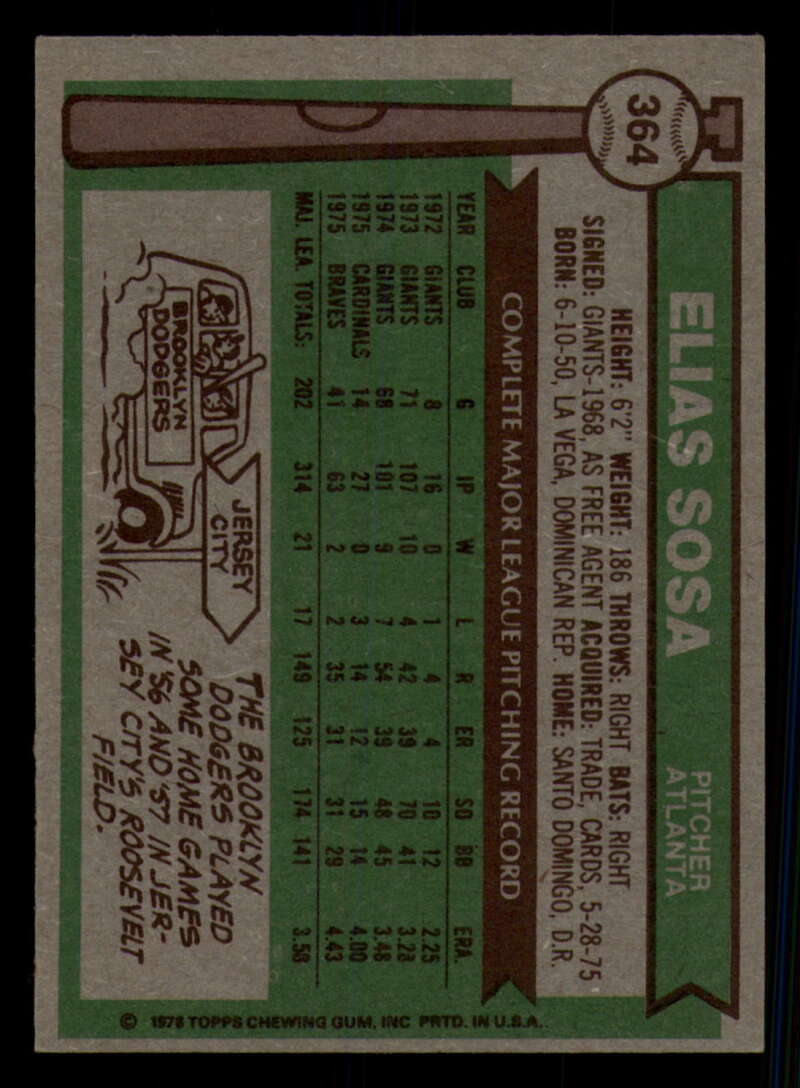 364
ELIAS SOSA
PITCHER
ATLANTA
HEIGHT: 6'2" WEIGHT: 186 THROWS: RIGHT BATS: RIGHT
SIGNED: GIANTS-1968, AS FREE AGENT ACQUIRED: TRADE, CARDS, 5-28-75
BORN: 6-10-50, LA VEGA, DOMINICAN REP. HOME: SANTO DOMINGO, D.R.
COMPLETE MAJOR LEAGUE PITCHING RECORD
YEAR CLUB G IP W L R ER SO BB ERA.
1972 GIANTS 8 16 0 1 4 4 10 12 2.25
1973 GIANTS 71 107 10 4 42 39 70 41 3.28
1974 GIANTS 68 101 9 7 54 39 48 45 3.48
1975 CARDINALS 14 27 0 3 14 12 15 14 4.00
1975 BRAVES 41 63 2 2 35 31 31 29 4.43
MAJ. LEA. TOTALS: 202 314 21 17 149 125 174 141 3.58
BROOKLYN
DODGERS
JERSEY
CITY
THE BROOKLYN
DODGERS PLAYED
SOME HOME GAMES
IN '56 AND '57 IN JER-
SEY CITY'S ROOSEVELT
FIELD.
© 1976 TOPPS CHEWING GUM, INC PRTD. IN U.S.A.